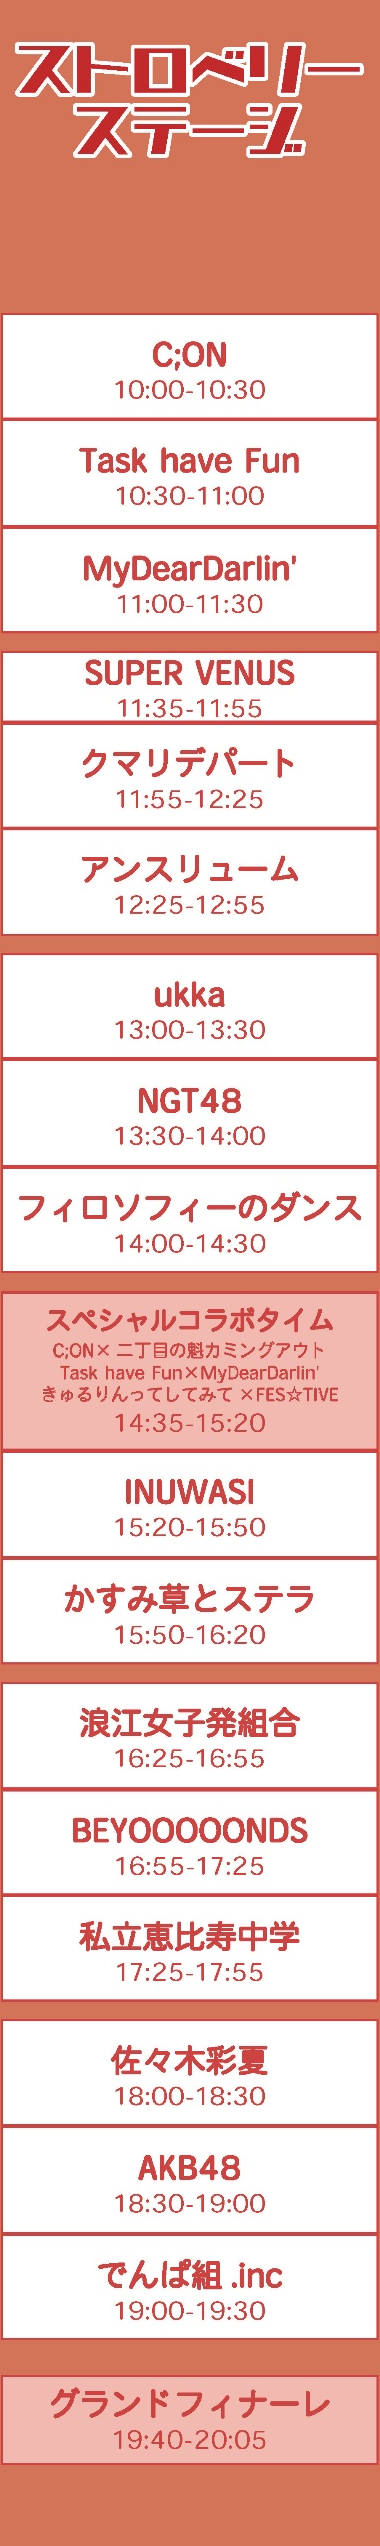 ストロベリー
ステージ
C;ON
10:00-10:30
Task have Fun
10:30-11:00
MyDearDarlin'
11:00-11:30
SUPER VENUS
11:35-11:55
クマリデパート
11:55-12:25
アンスリューム
12:25-12:55
ukka
13:00-13:30
NGT48
13:30-14:00
フィロソフィーのダンス
14:00-14:30
スペシャルコラボタイム
C;ON× 二丁目の魁カミングアウト
Task have Fun×MyDearDarlin'
きゅるりんってしてみて ×FES☆TIVE
14:35-15:20
INUWASI
15:20-15:50
かすみ草とステラ
15:50-16:20
浪江女子発組合
16:25-16:55
BEYOOOOONDS
16:55-17:25
私立恵比寿中学
17:25-17:55
佐々木彩夏
18:00-18:30
AKB48
18:30-19:00
でんぱ組 .inc
19:00-19:30
グランドフィナーレ
19:40-20:05